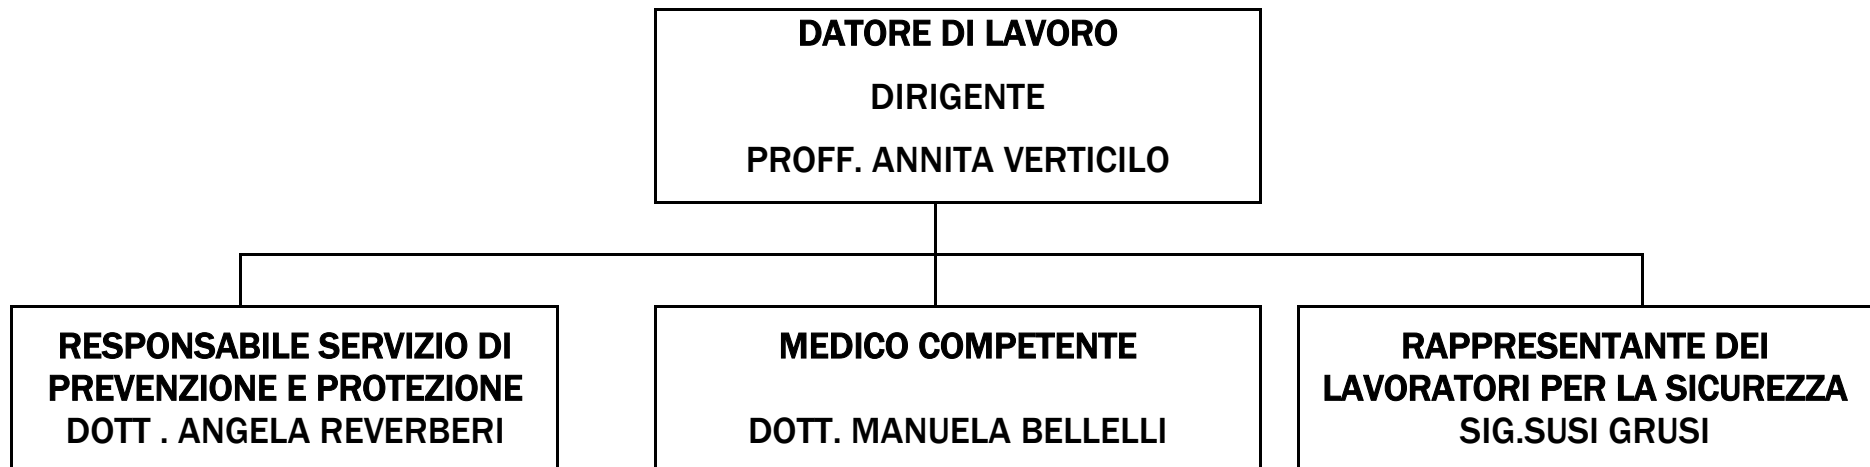 DATORE DI LAVORO
DIRIGENTE
PROFF. ANNITA VERTICILO
RESPONSABILE SERVIZIO DI
PREVENZIONE E PROTEZIONE
DOTT . ANGELA REVERBERI
MEDICO COMPETENTE
DOTT. MANUELA BELLELLI
RAPPRESENTANTE DEI
LAVORATORI PER LA SICUREZZA
SIG.SUSI GRUSI